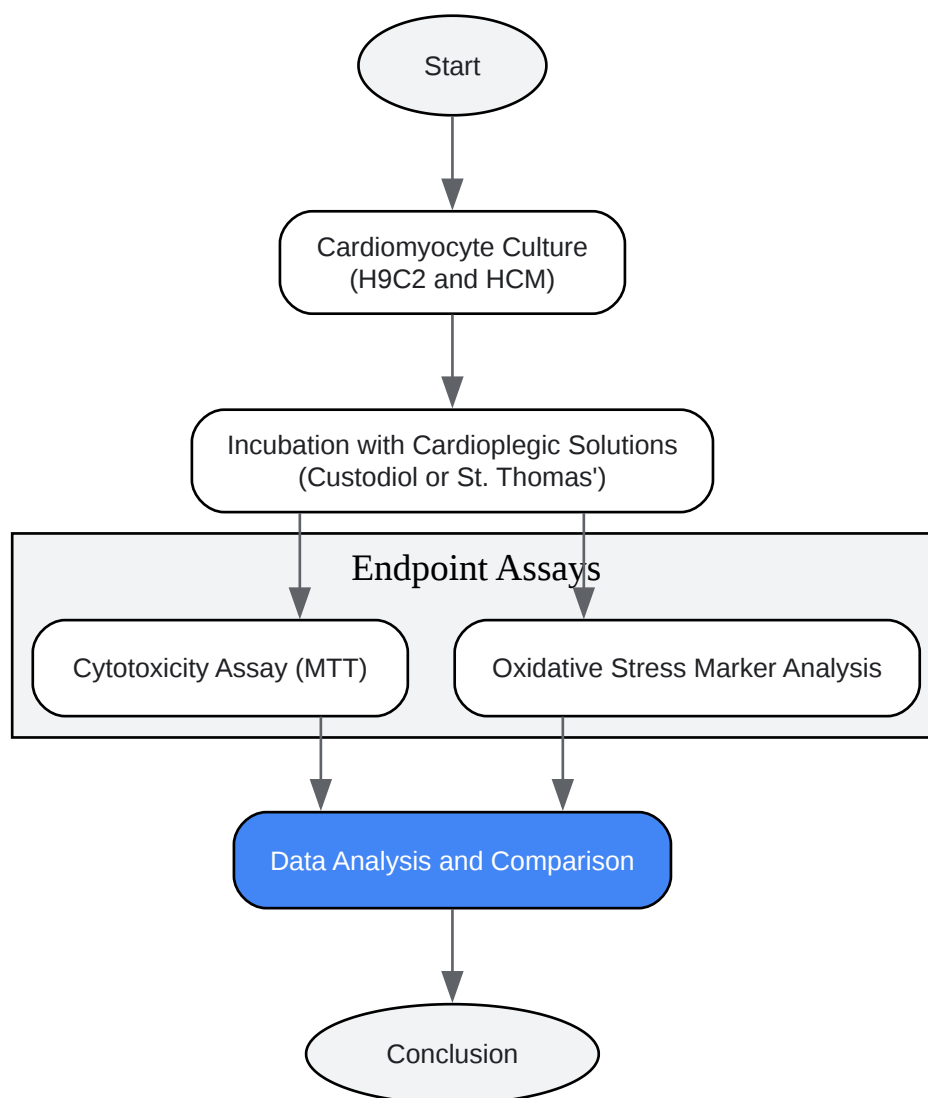 Start
Cardiomyocyte Culture
(H9C2 and HCM)
Incubation with Cardioplegic Solutions
(Custodiol or St. Thomas')
Endpoint Assays
Cytotoxicity Assay (MTT)
Oxidative Stress Marker Analysis
Data Analysis and Comparison
Conclusion